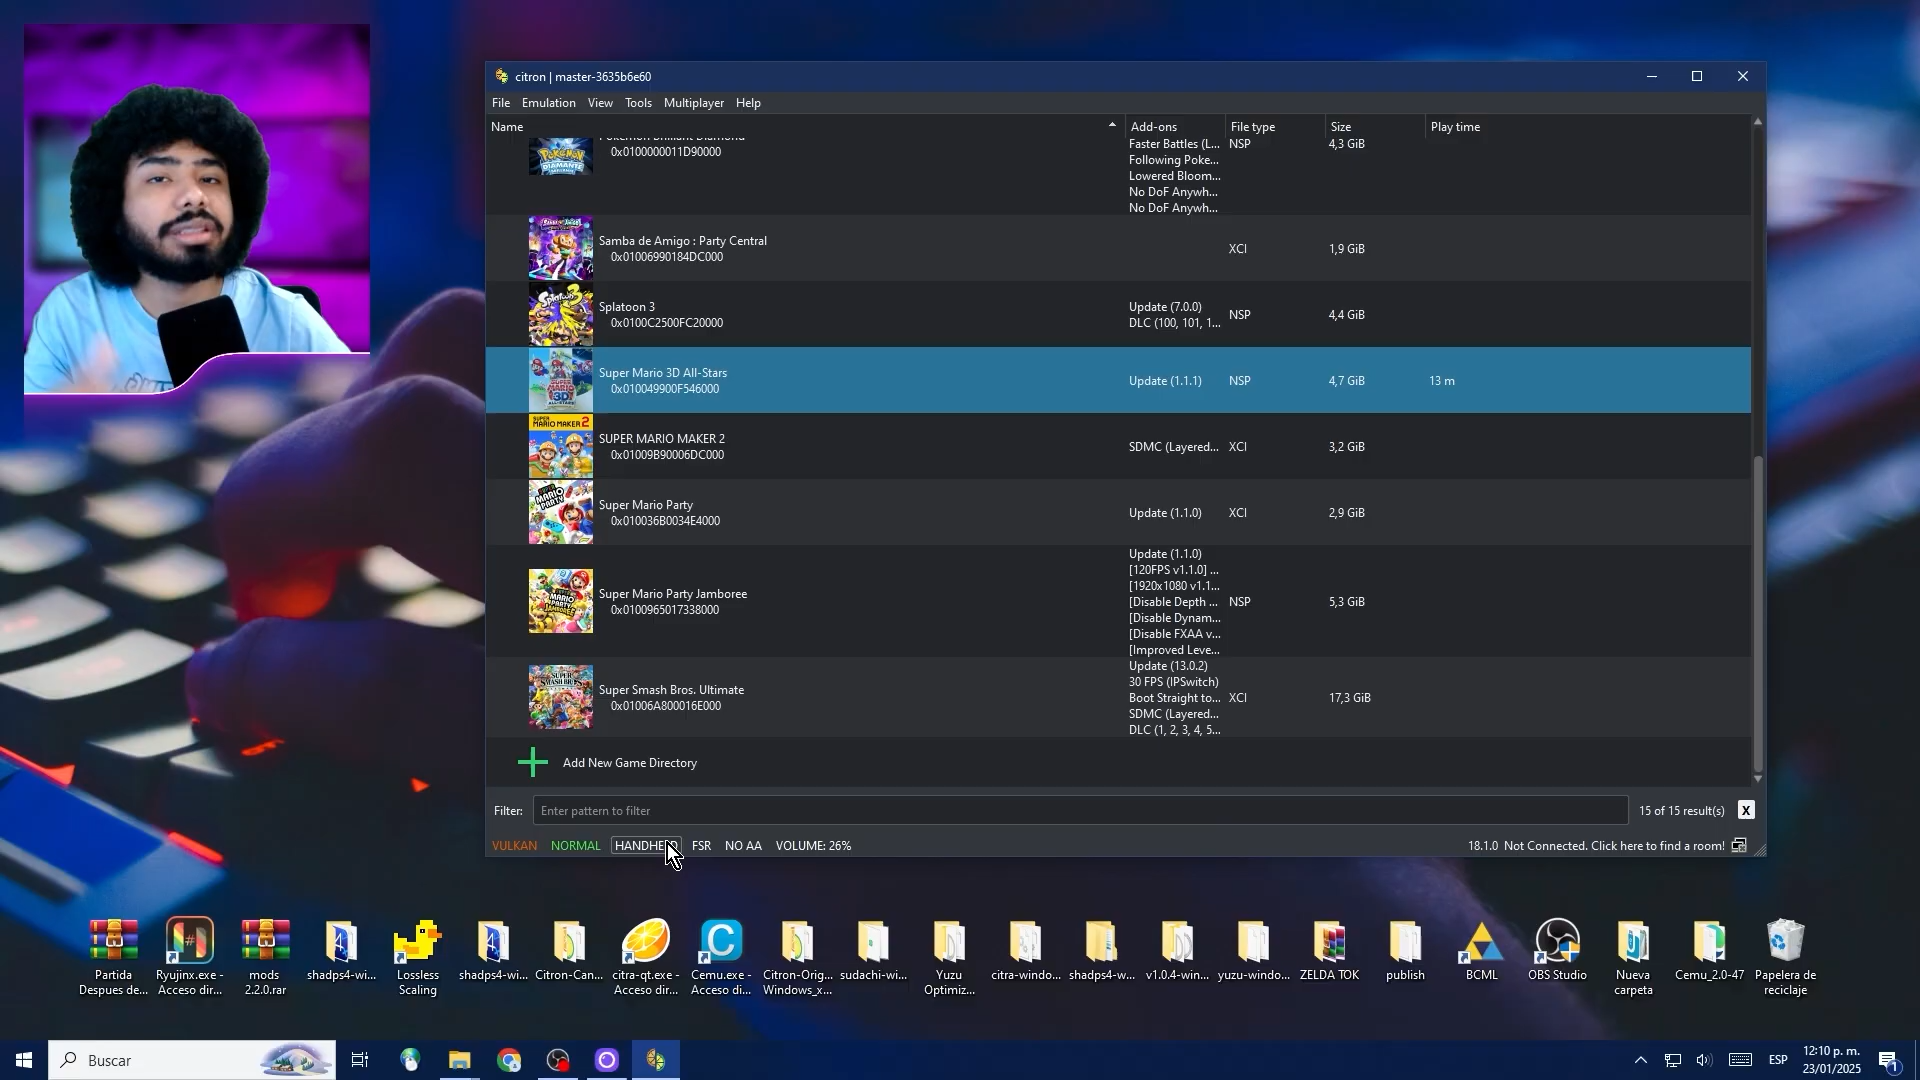 citron | master-3635b6e60
File Emulation View Tools Multiplayer Help
Name Add-ons File type Size Play time
0x0100000011D90000
Faster Battles (L... NSP 4,3 GiB
Following Poke...
Lowered Bloom...
No DoF Anywh...
No DoF Anywh...
Samba de Amigo : Party Central
0x01006990184DC000
XCI 1,9 GiB
Splatoon 3
0x0100C2500FC20000
Update (7.0.0)
DLC (100, 101, 1...
NSP 4,4 GiB
Super Mario 3D All-Stars
0x010049900F546000
Update (1.1.1) NSP 4,7 GiB 13 m
SUPER MARIO MAKER 2
SUPER MARIO MAKER 2
0x01009B90006DC000
SDMC (Layered... XCI 3,2 GiB
Super Mario Party
0x010036B0034E4000
Update (1.1.0) XCI 2,9 GiB
Super Mario Party Jamboree
0x0100965017338000
Update (1.1.0)
[120FPS v1.1.0] ...
[1920x1080 v1.1...
[Disable Depth ...
[Disable Dynam...
[Disable FXAA v...
[Improved Leve...
NSP 5,3 GiB
Super Smash Bros. Ultimate
0x01006A800016E000
Update (13.0.2)
30 FPS (IPSwitch)
Boot Straight to...
SDMC (Layered...
DLC (1, 2, 3, 4, 5...
XCI 17,3 GiB
Add New Game Directory
Filter: Enter pattern to filter 15 of 15 result(s) X
VULKAN NORMAL HANDHELD FSR NO AA VOLUME: 26% 18.1.0 Not Connected. Click here to find a room!
Partida Despues de...
Ryujinx.exe - Acceso dir...
mods 2.2.0.rar
shadps4-wi...
Lossless Scaling
shadps4-wi...
Citron-Can...
citra-qt.exe - Acceso dir...
Cemu.exe - Acceso di...
Citron-Orig... Windows_x...
sudachi-wi...
Yuzu Optimiz...
citra-windo...
shadps4-w...
v1.0.4-win...
yuzu-windo...
ZELDA TOK
publish
BCML
OBS Studio
Nueva carpeta
Cemu_2.0-47
Papelera de reciclaje
Buscar
ESP
12:10 p. m.
23/01/2025
1